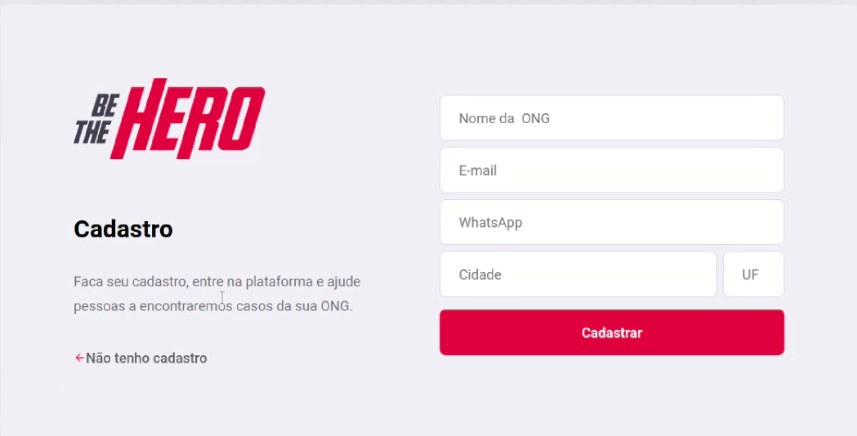 BE
THE HERO
Cadastro
Faca seu cadastro, entre na plataforma e ajude
pessoas a encontraremos casos da sua ONG.
Não tenho cadastro
Nome da  ONG
E-mail
WhatsApp
Cidade UF
Cadastrar